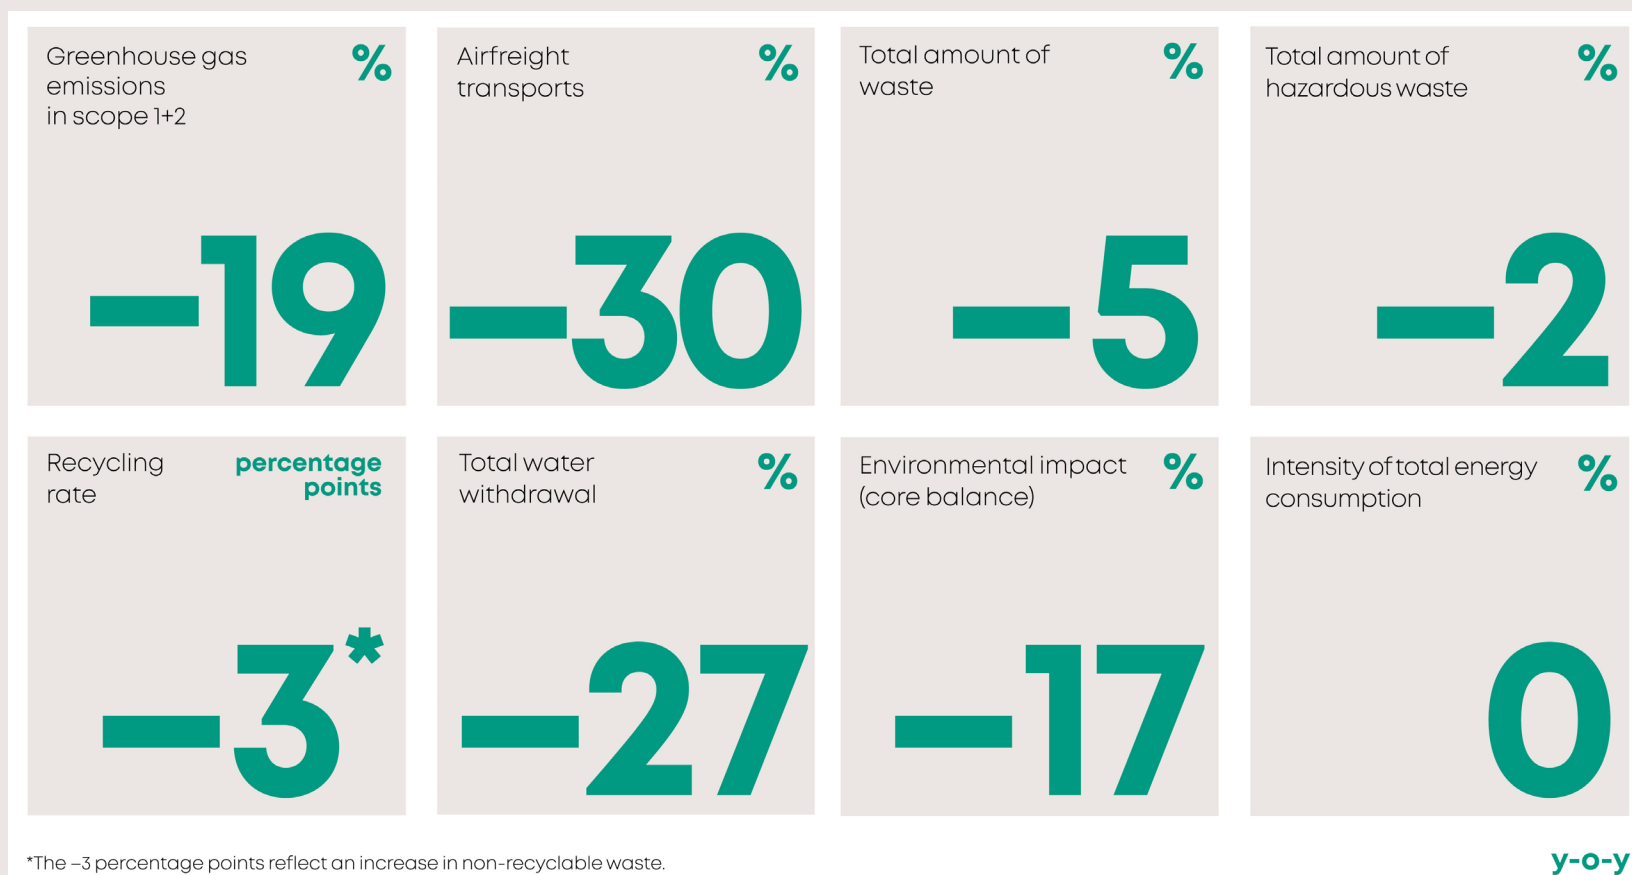 Greenhouse gas
emissions
in scope 1+2
%
–19
Airfreight
transports
%
–30
Total amount of
waste
%
–5
Total amount of
hazardous waste
%
–2
Recycling
rate
percentage
points
–3*
Total water
withdrawal
%
–27
Environmental impact
(core balance)
%
–17
Intensity of total energy
consumption
%
0
*The –3 percentage points reflect an increase in non-recyclable waste.
y-o-y